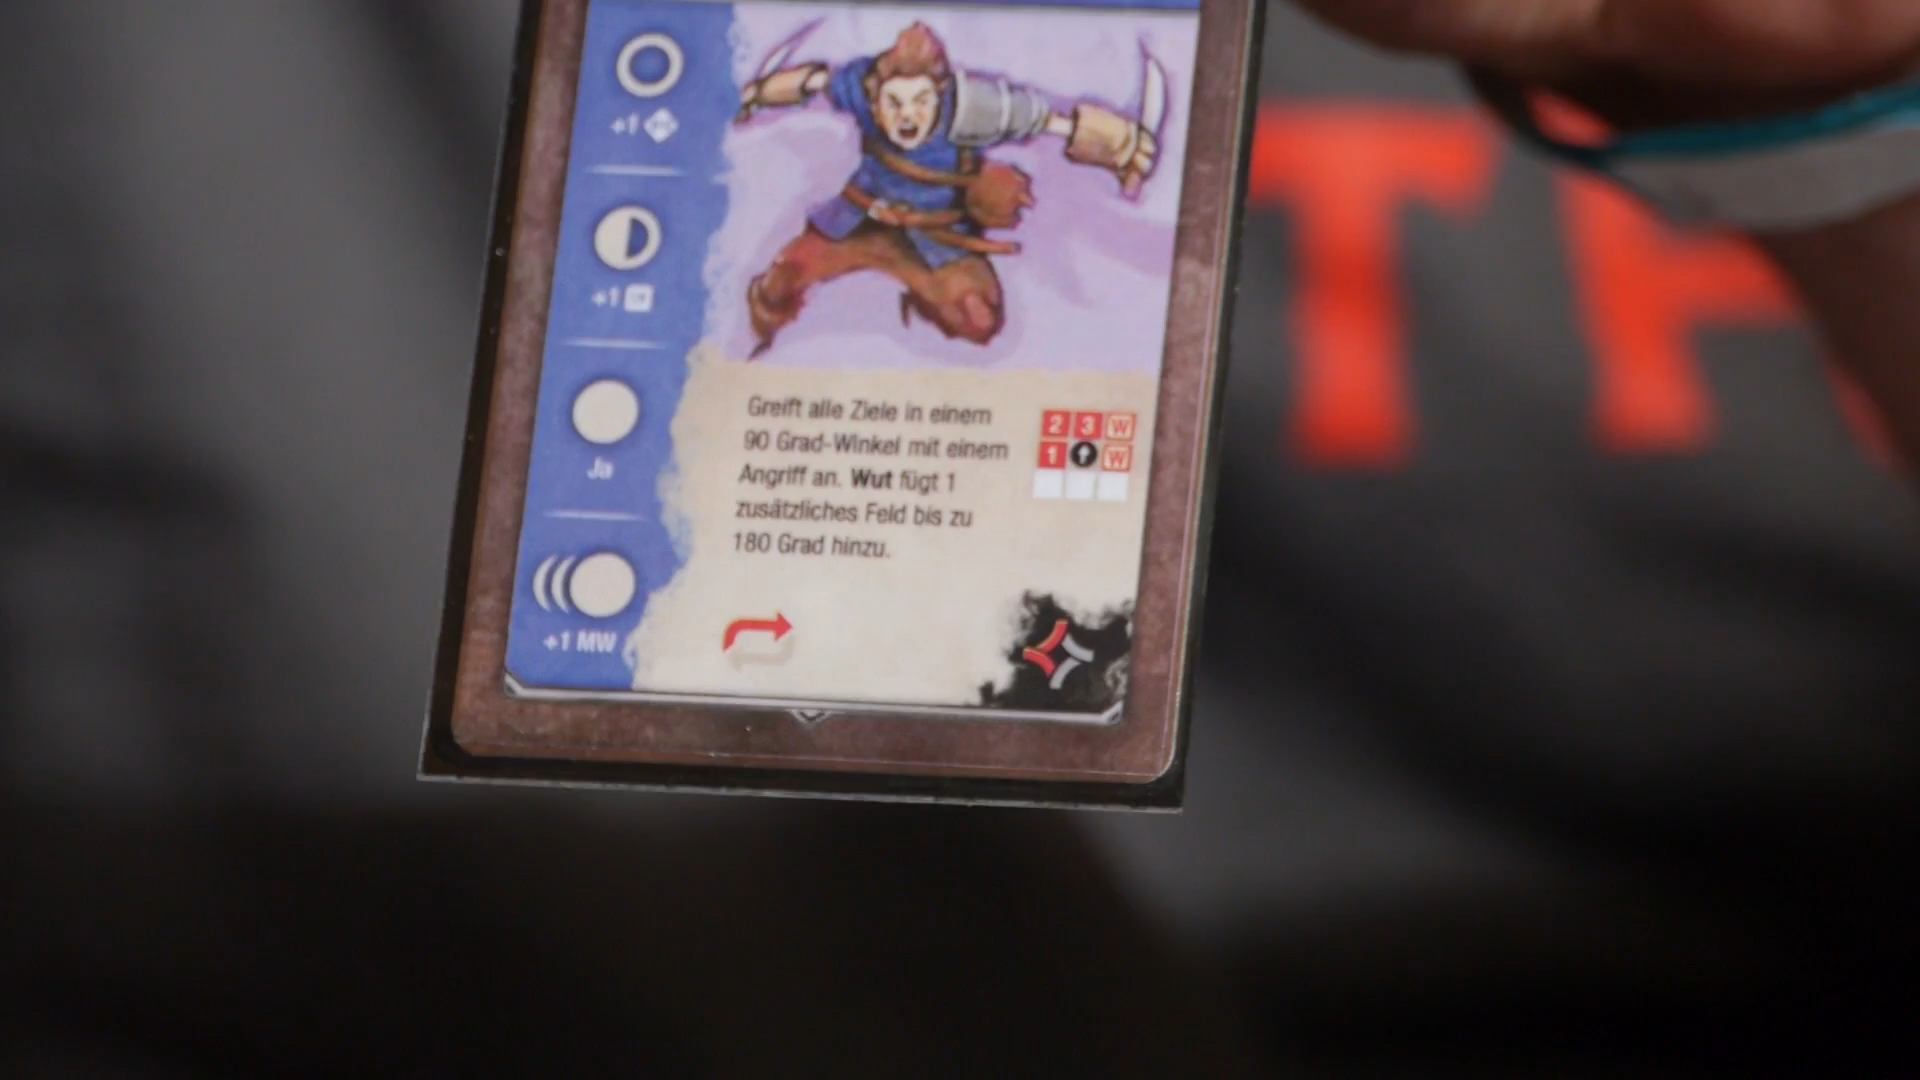 +1
+1
Ja
+1 MW
Greift alle Ziele in einem
90 Grad-Winkel mit einem
Angriff an. Wut fügt 1
zusätzliches Feld bis zu
180 Grad hinzu.
2 3 W
1 W